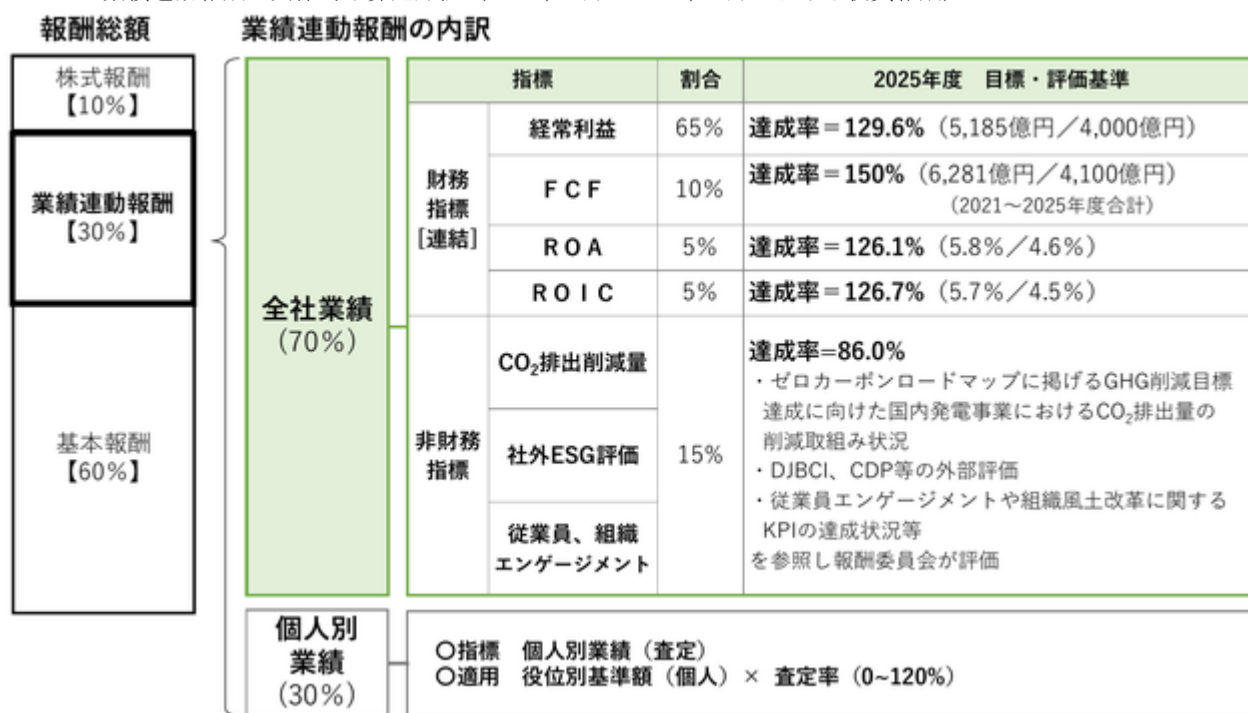 報酬総額
業績連動報酬の内訳
株式報酬
【10%】
業績連動報酬
【30%】
基本報酬
【60%】
全社業績
(70%)
指標
割合
2025年度 目標・評価基準
財務
指標
[連結]
経常利益
65%
達成率＝129.6%（5,185億円／4,000億円）
ＦＣＦ
10%
達成率＝150%（6,281億円／4,100億円）
（2021～2025年度合計）
ＲＯＡ
5%
達成率＝126.1%（5.8%／4.6%）
ＲＯＩＣ
5%
達成率＝126.7%（5.7%／4.5%）
非財務
指標
CO₂排出削減量
社外ESG評価
従業員、組織
エンゲージメント
15%
達成率=86.0%
・ゼロカーボンロードマップに掲げるGHG削減目標
達成に向けた国内発電事業におけるCO₂排出量の
削減取組み状況
・DJBCI、CDP等の外部評価
・従業員エンゲージメントや組織風土改革に関する
KPIの達成状況等
を参照し報酬委員会が評価
個人別
業績
(30%)
〇指標 個人別業績（査定）
〇適用 役位別基準額（個人）× 査定率（0~120%）